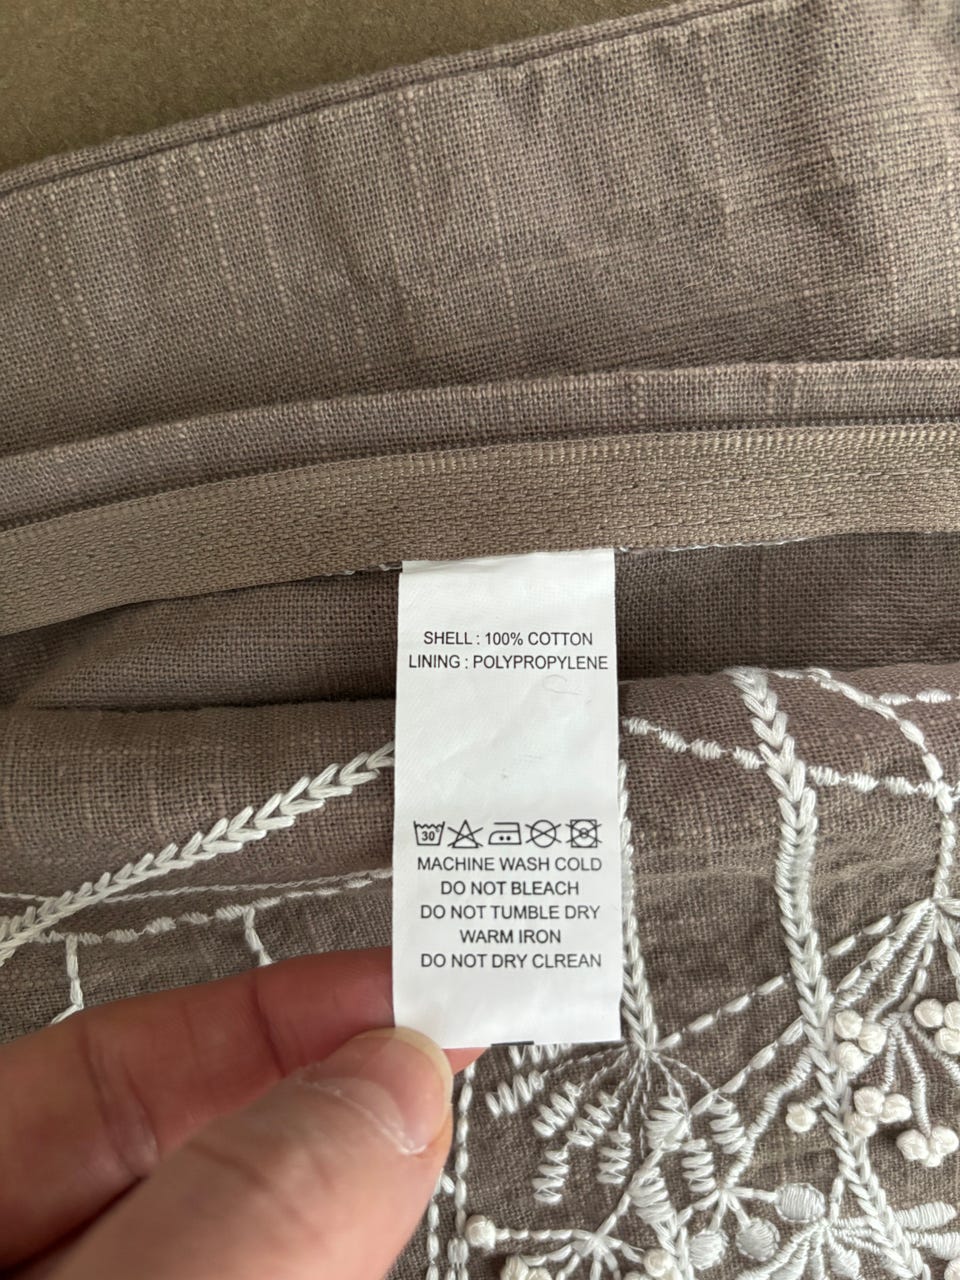 SHELL : 100% COTTON
LINING : POLYPROPYLENE
30
MACHINE WASH COLD
DO NOT BLEACH
DO NOT TUMBLE DRY
WARM IRON
DO NOT DRY CLREAN